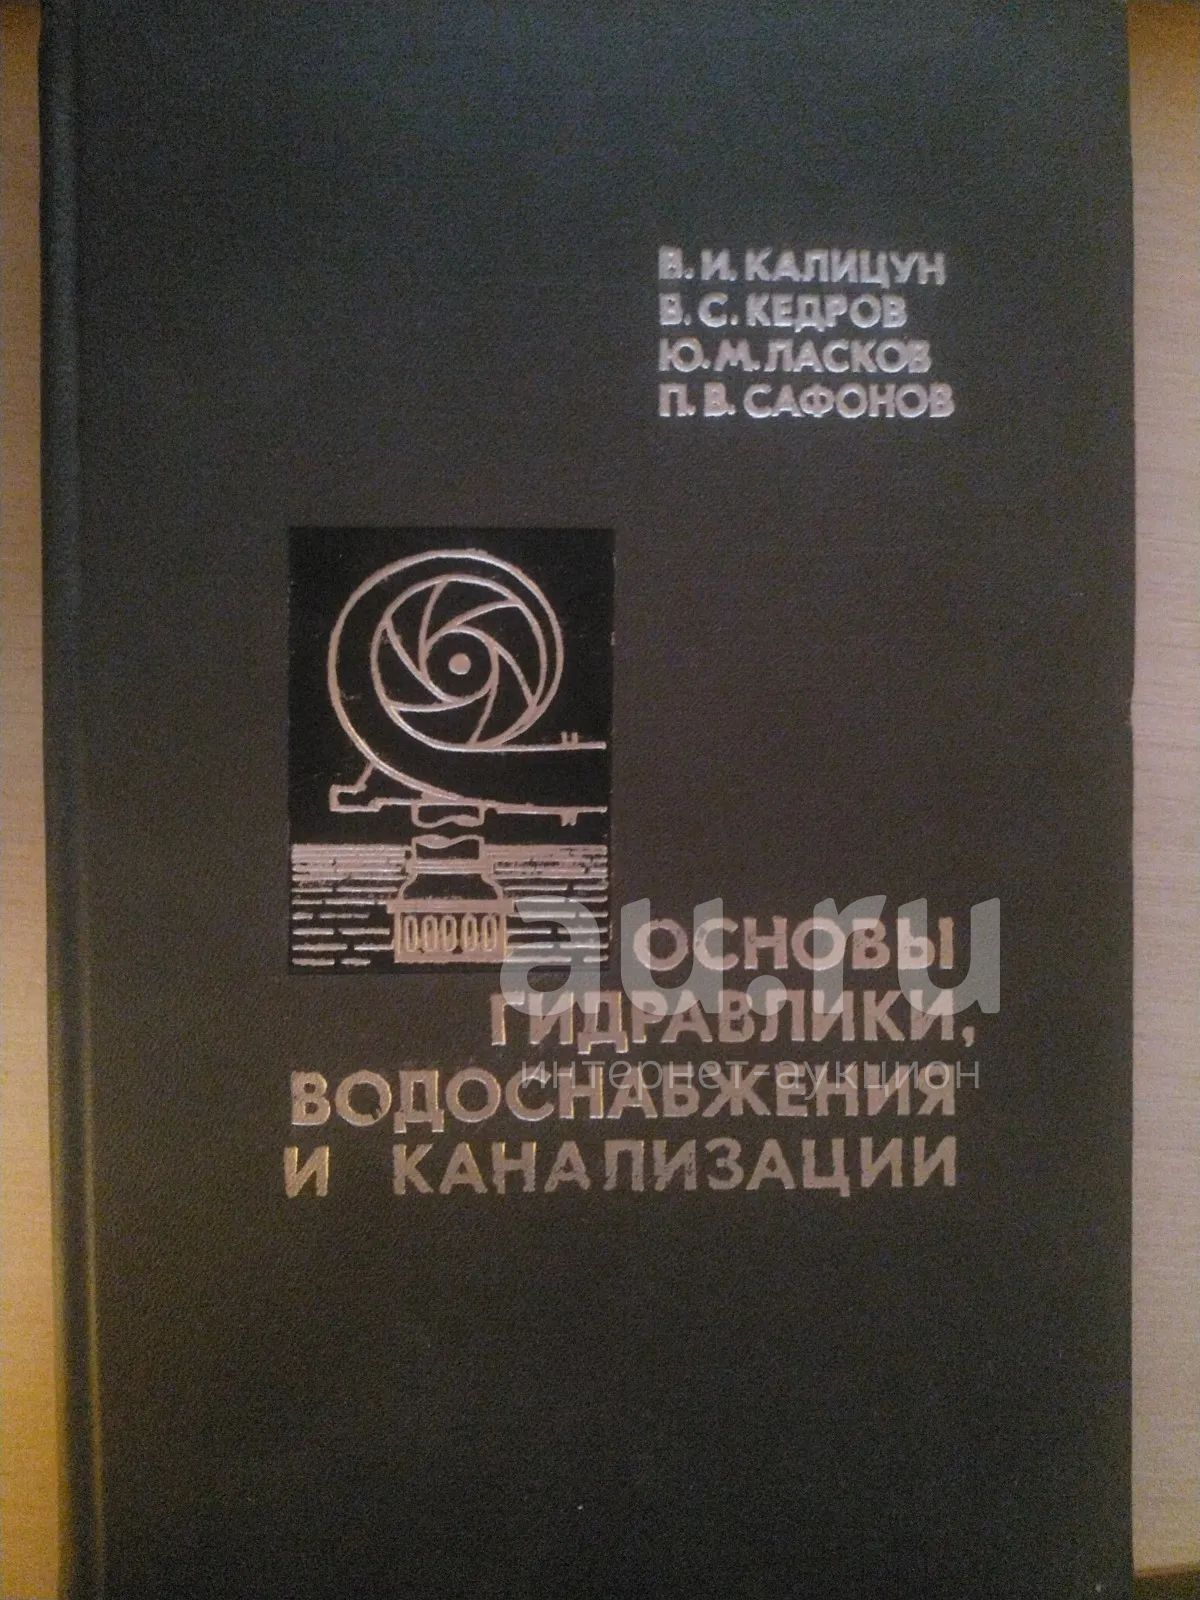 В. И. КАЛИЦУН
В. С. КЕДРОВ
Ю. М. ЛАСКОВ
П. В. САФОНОВ
au.ru
ОСНОВЫ
ГИДРАВЛИКИ,
интернет-аукцион
ВОДОСНАБЖЕНИЯ
И КАНАЛИЗАЦИИ